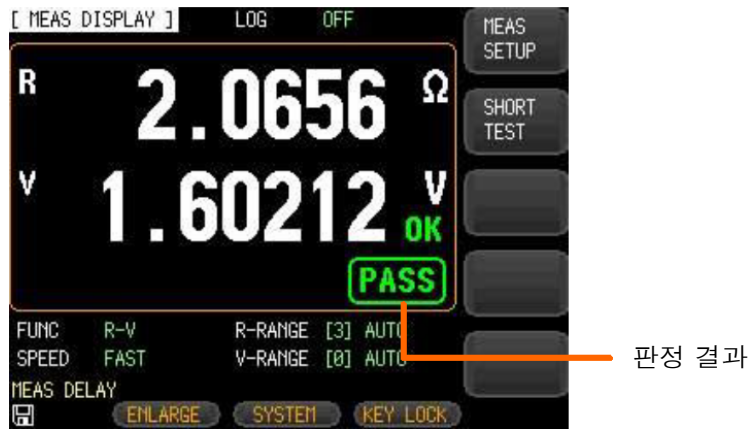 [ MEAS DISPLAY ] LOG OFF
MEAS SETUP
R 2.0656 Ω
SHORT TEST
V 1.60212 V
OK
PASS
FUNC R-V R-RANGE [3] AUTO
판정 결과
SPEED FAST V-RANGE [0] AUTO
MEAS DELAY
ENLARGE SYSTEM KEY LOCK